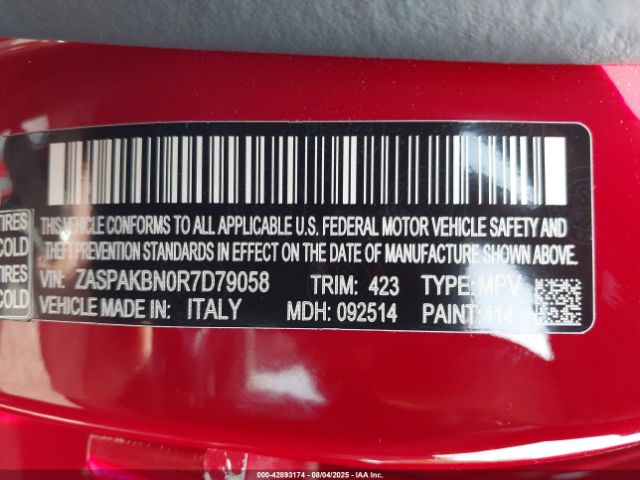 THIS VEHICLE CONFORMS TO ALL APPLICABLE U.S. FEDERAL MOTOR VEHICLE SAFETY AND
THEFT PREVENTION STANDARDS IN EFFECT ON THE DATE OF MANUFACTURE SHOWN ABOVE.
VIN: ZASPAKBN0R7D79058 TRIM: 423 TYPE: MPV
VEHICLE MADE IN: ITALY MDH: 092514 PAINT: 414
TIRES
COLD
TIRES
COLD
000-42893174 | 08/04/2025 | Copyright © IAA, Inc.